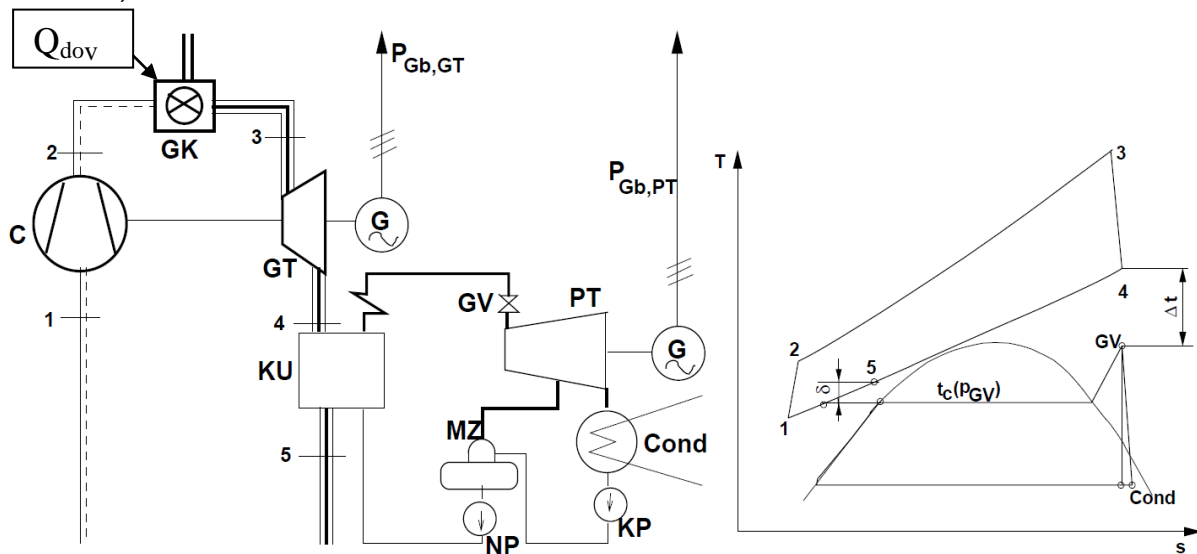 Q_dov
P_Gb,GT
GK
2
3
C
G
GT
1
4
KU
5
P_Gb,PT
GV
PT
G
MZ
Cond
NP
KP
T
3
4
Δt
GV
2
5
δ
t_C(p_GV)
1
Cond
s